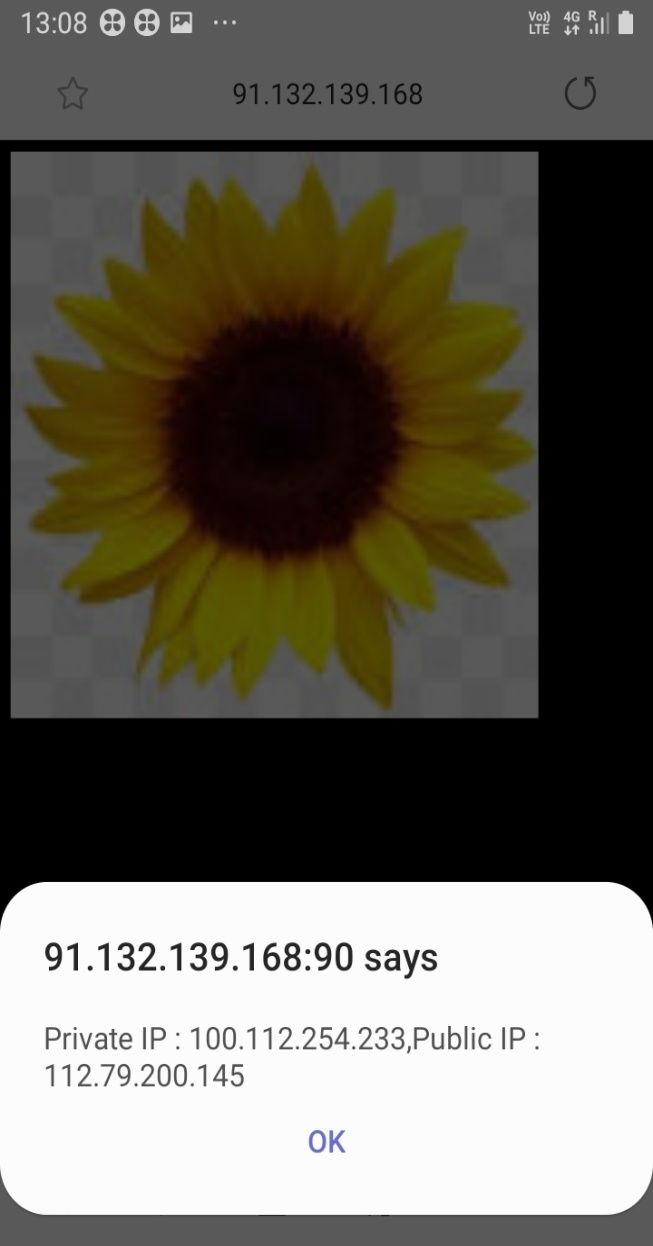 13:08 ... Vo)) LTE 4G R
91.132.139.168
91.132.139.168:90 says
Private IP : 100.112.254.233,Public IP :
112.79.200.145
OK